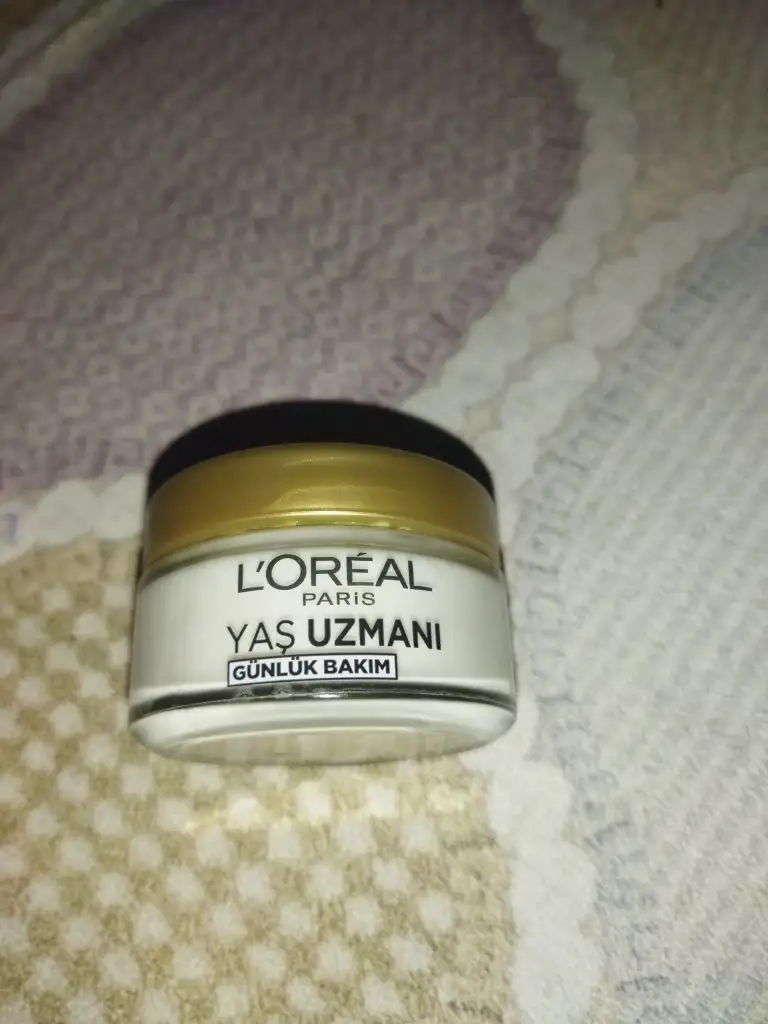 L'ORÉAL
PARiS
YAŞ UZMANI
GÜNLÜK BAKIM